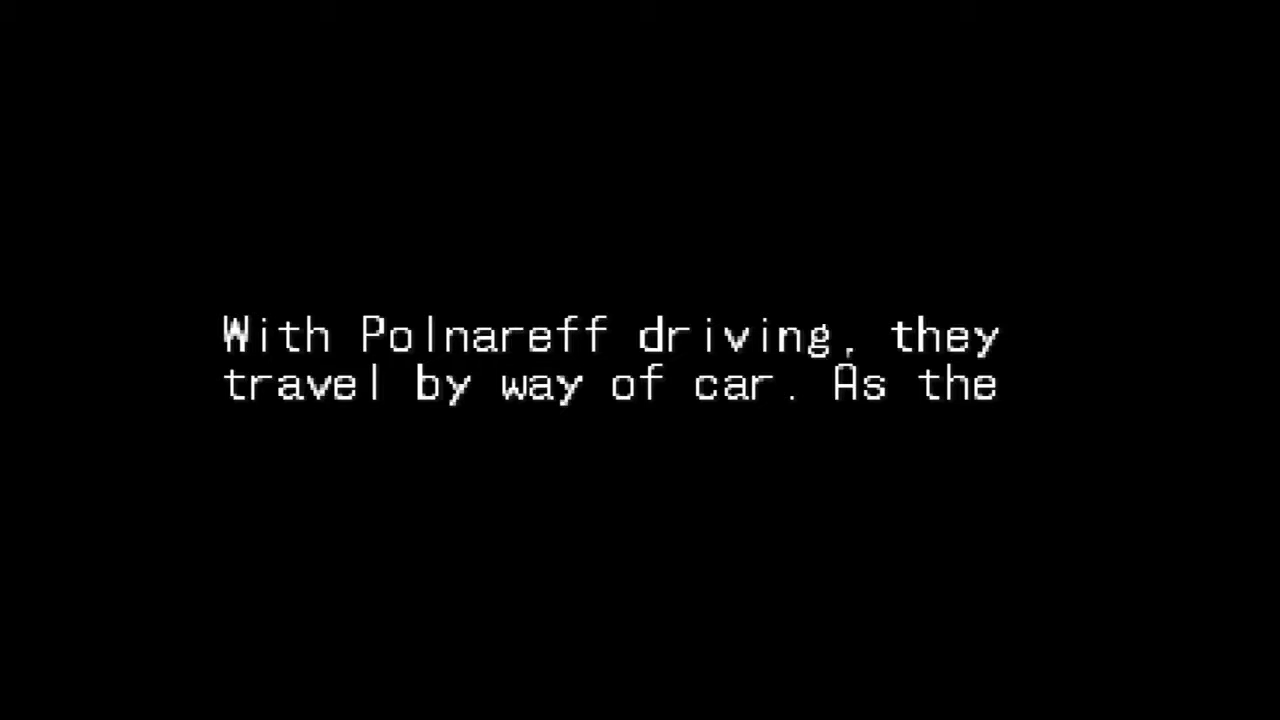 With Polnareff driving, they
travel by way of car. As the